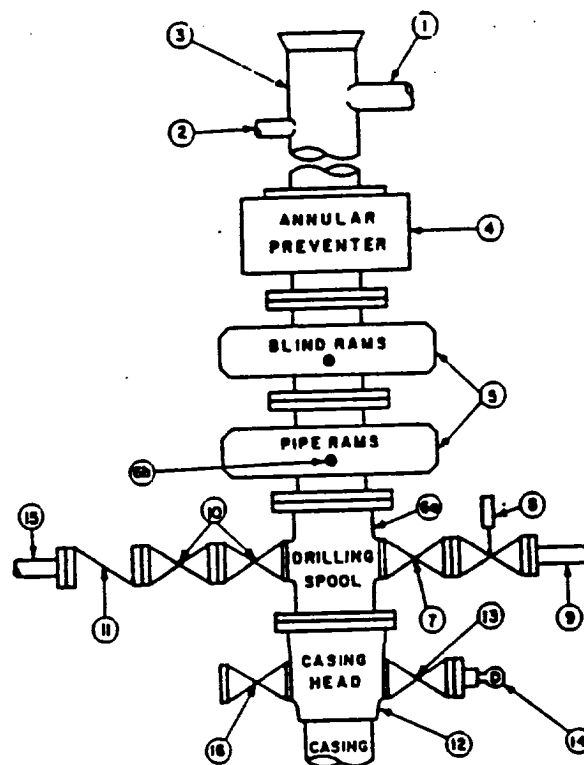 1
3
2
ANNULAR
PREVENTER
4
BLIND RAMS
5
PIPE RAMS
6b
6a
8
15
10
DRILLING
SPOOL
11
7
9
13
CASING
HEAD
16
12
14
CASING